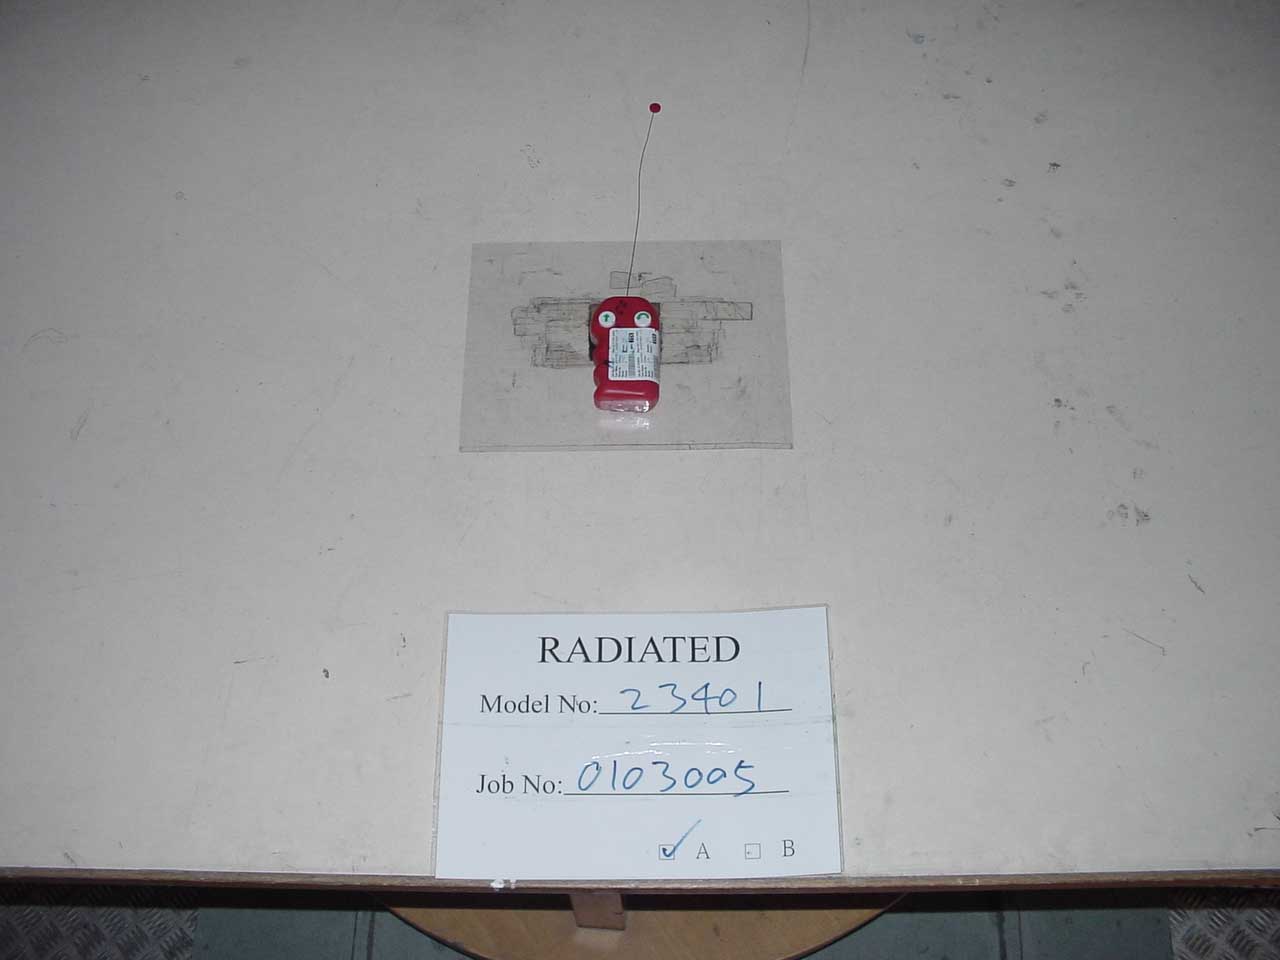 RADIATED
Model No: 23401
Job No: 0103005
A B